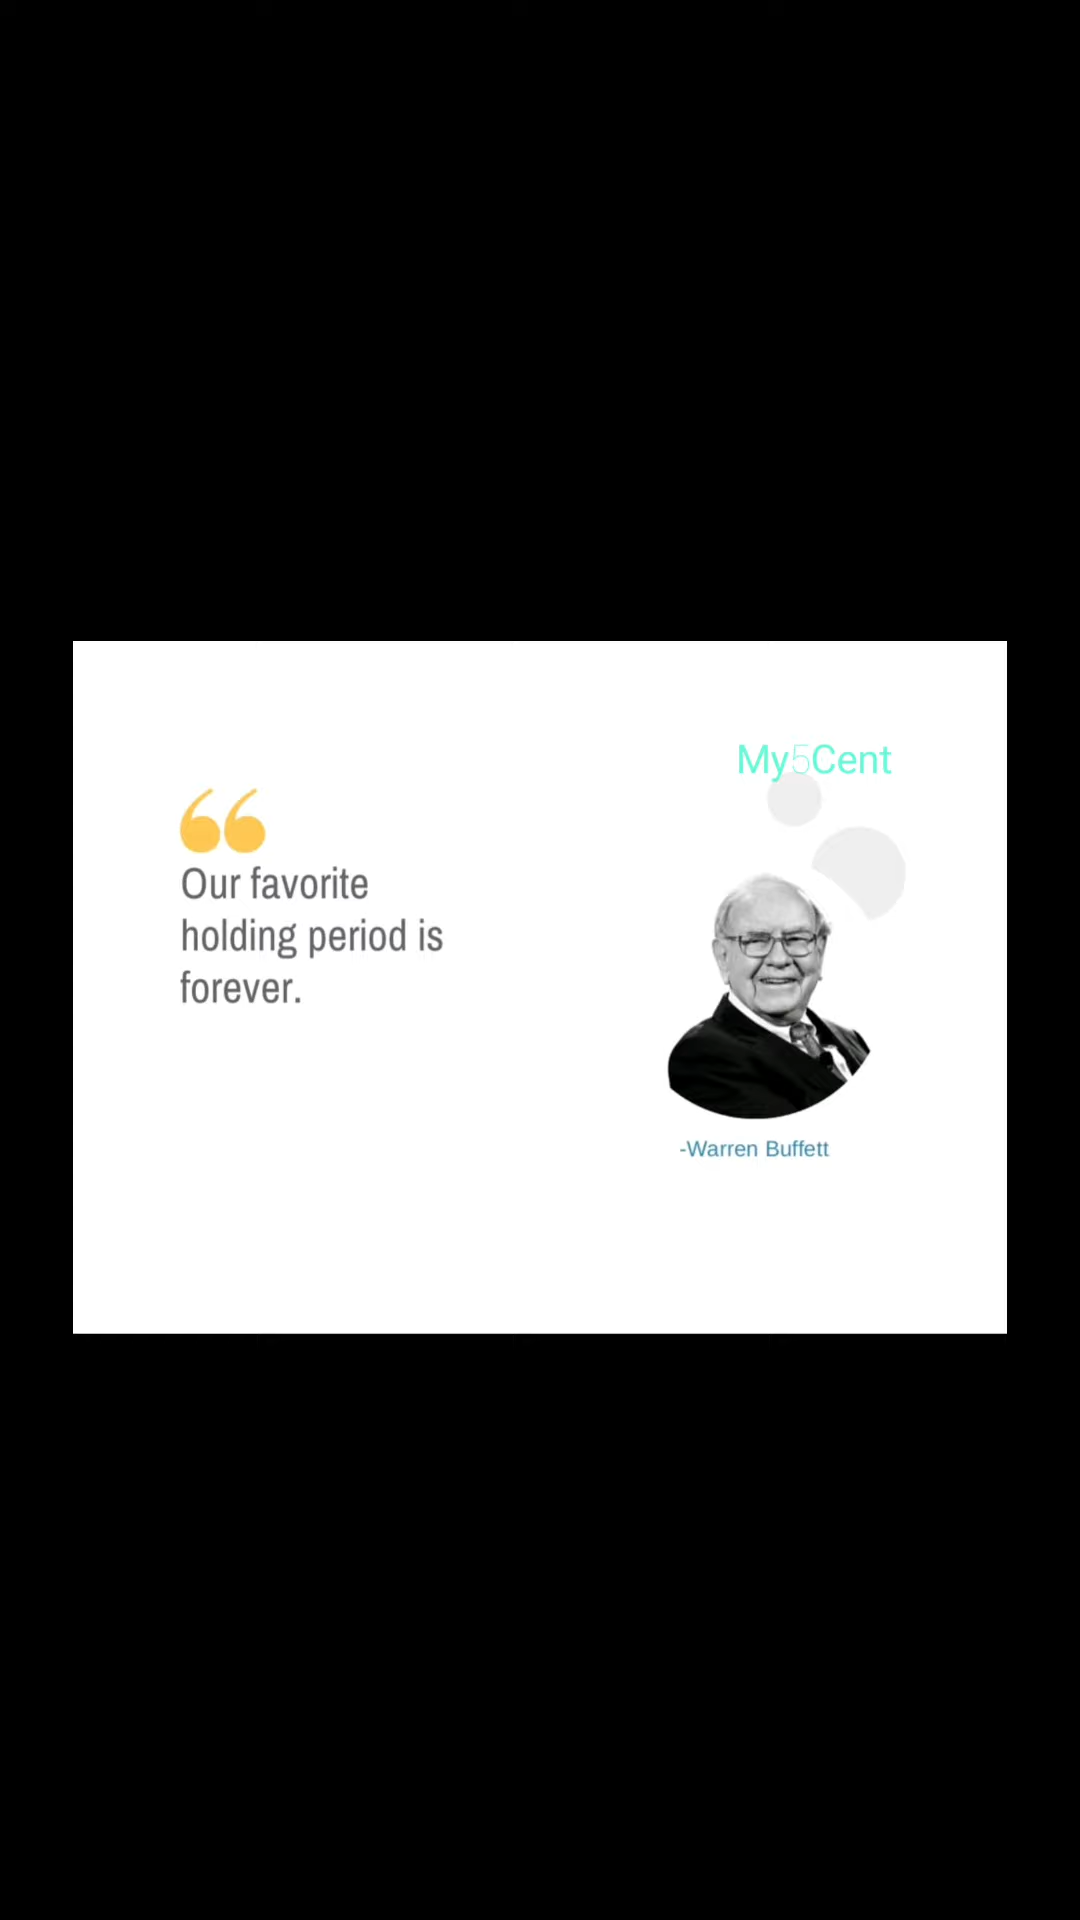 My5Cent
Our favorite
holding period is
forever.
-Warren Buffett